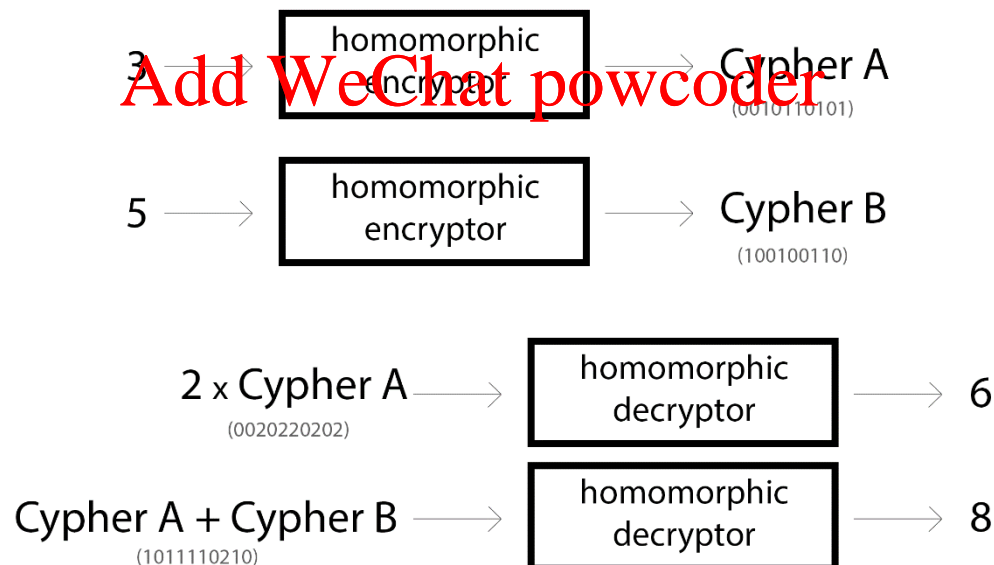 homomorphic
3 encryptor Cypher A
Add WeChat powcoder
(0010110101)
homomorphic
5 encryptor Cypher B
(100100110)
homomorphic
2 x Cypher A decryptor 6
(0020220202)
homomorphic
Cypher A + Cypher B decryptor 8
(1011110210)